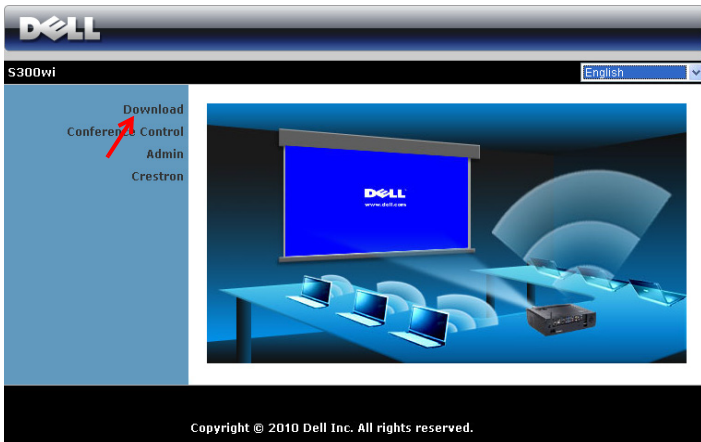 DELL
S300wi
English
Download
Conference Control
Admin
Crestron
DELL
www.dell.com
Copyright © 2010 Dell Inc. All rights reserved.